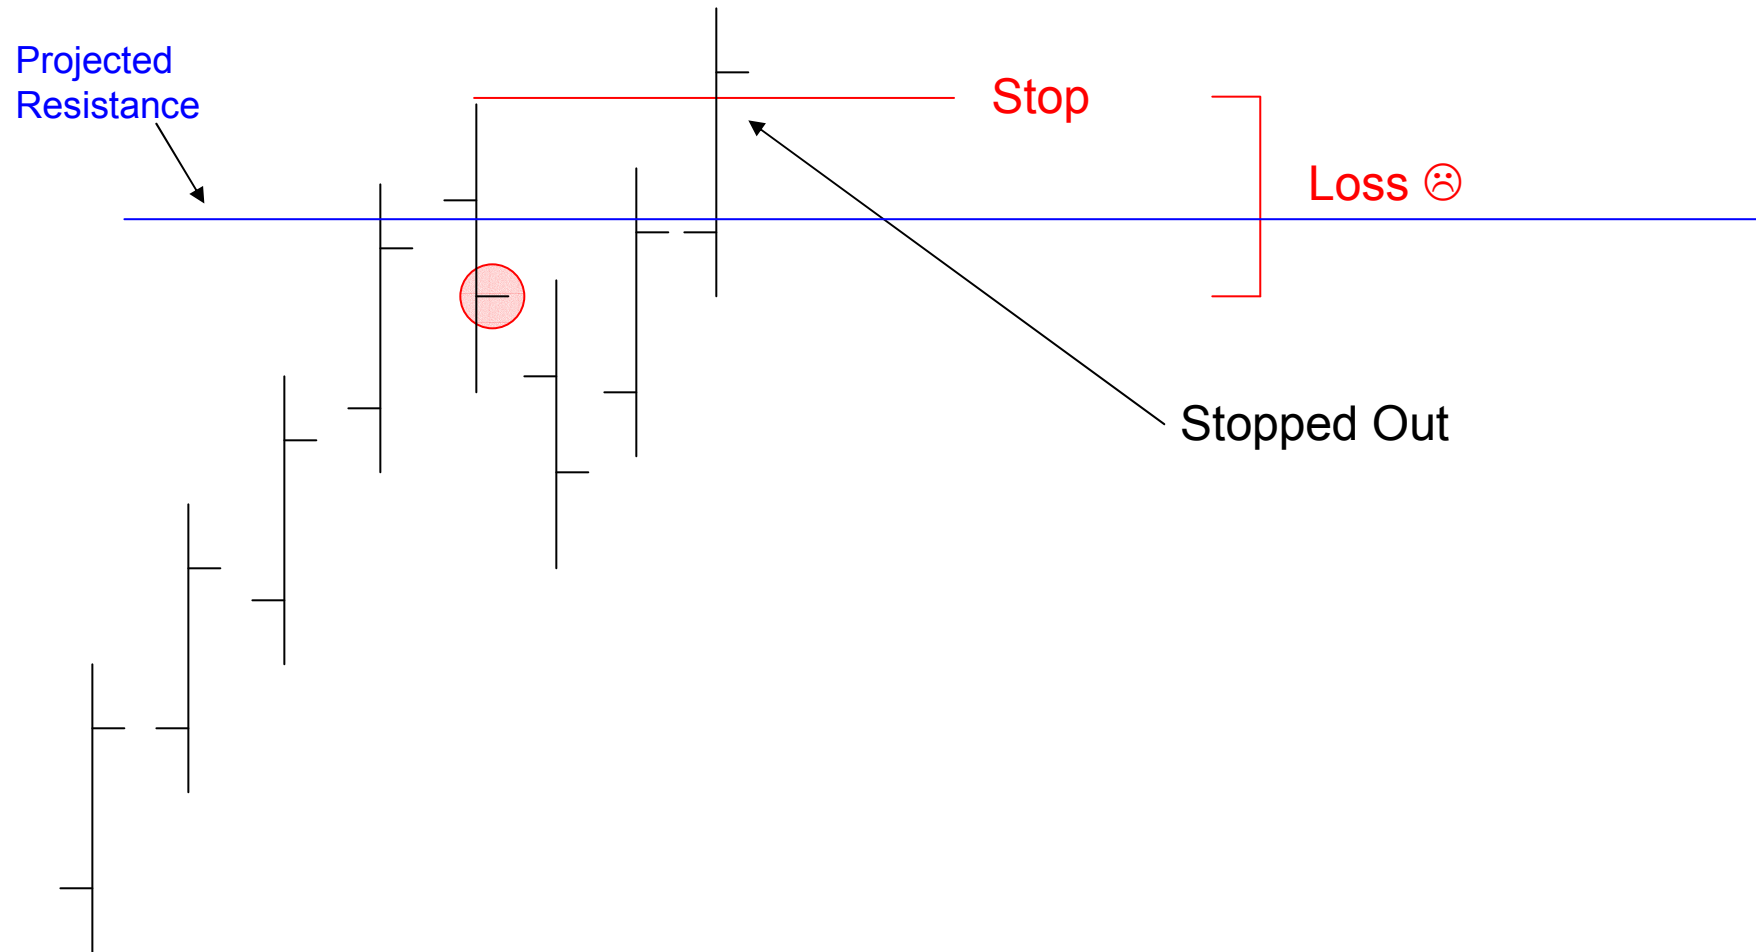 Projected
Resistance
Stop
Loss ☹
Stopped Out